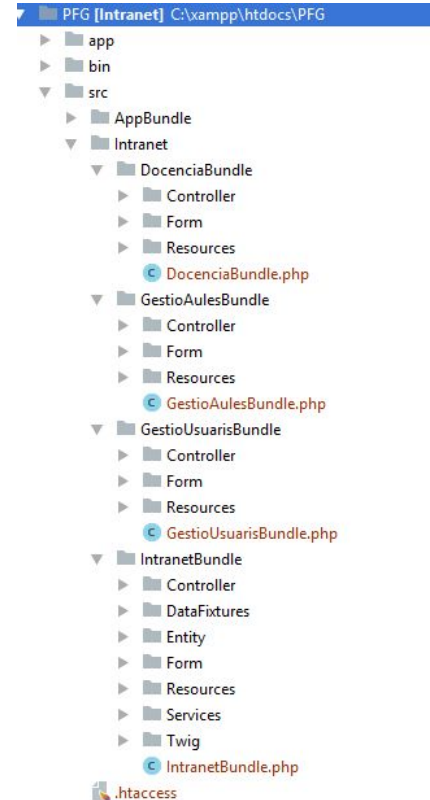 PFG [Intranet] C:\xampp\htdocs\PFG
app
bin
src
AppBundle
Intranet
DocenciaBundle
Controller
Form
Resources
DocenciaBundle.php
GestioAulesBundle
Controller
Form
Resources
GestioAulesBundle.php
GestioUsuarisBundle
Controller
Form
Resources
GestioUsuarisBundle.php
IntranetBundle
Controller
DataFixtures
Entity
Form
Resources
Services
Twig
IntranetBundle.php
.htaccess